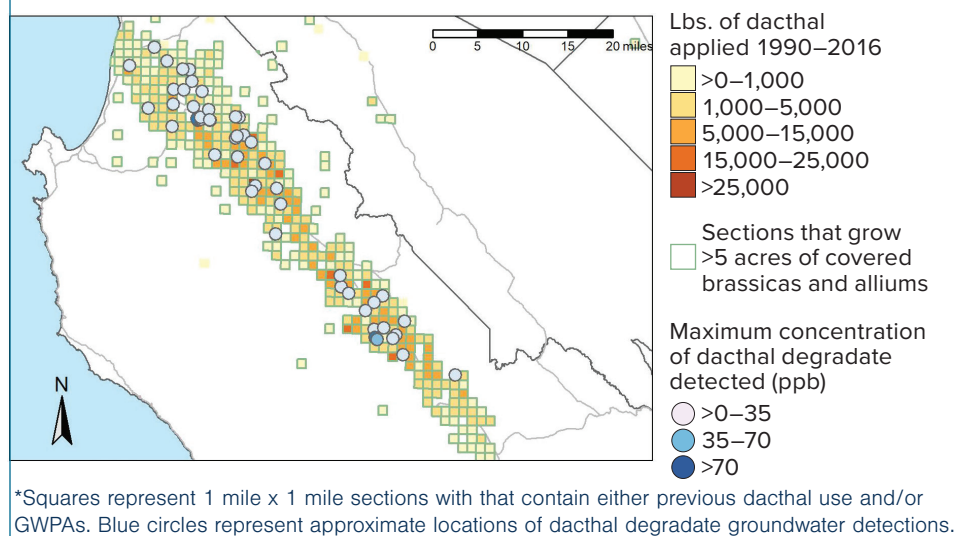 0 5 10 15 20 miles
N
Lbs. of dacthal
applied 1990–2016
>0–1,000
1,000–5,000
5,000–15,000
15,000–25,000
>25,000
Sections that grow
>5 acres of covered
brassicas and alliums
Maximum concentration
of dacthal degradate
detected (ppb)
>0–35
35–70
>70
*Squares represent 1 mile x 1 mile sections with that contain either previous dacthal use and/or
GWPAs. Blue circles represent approximate locations of dacthal degradate groundwater detections.